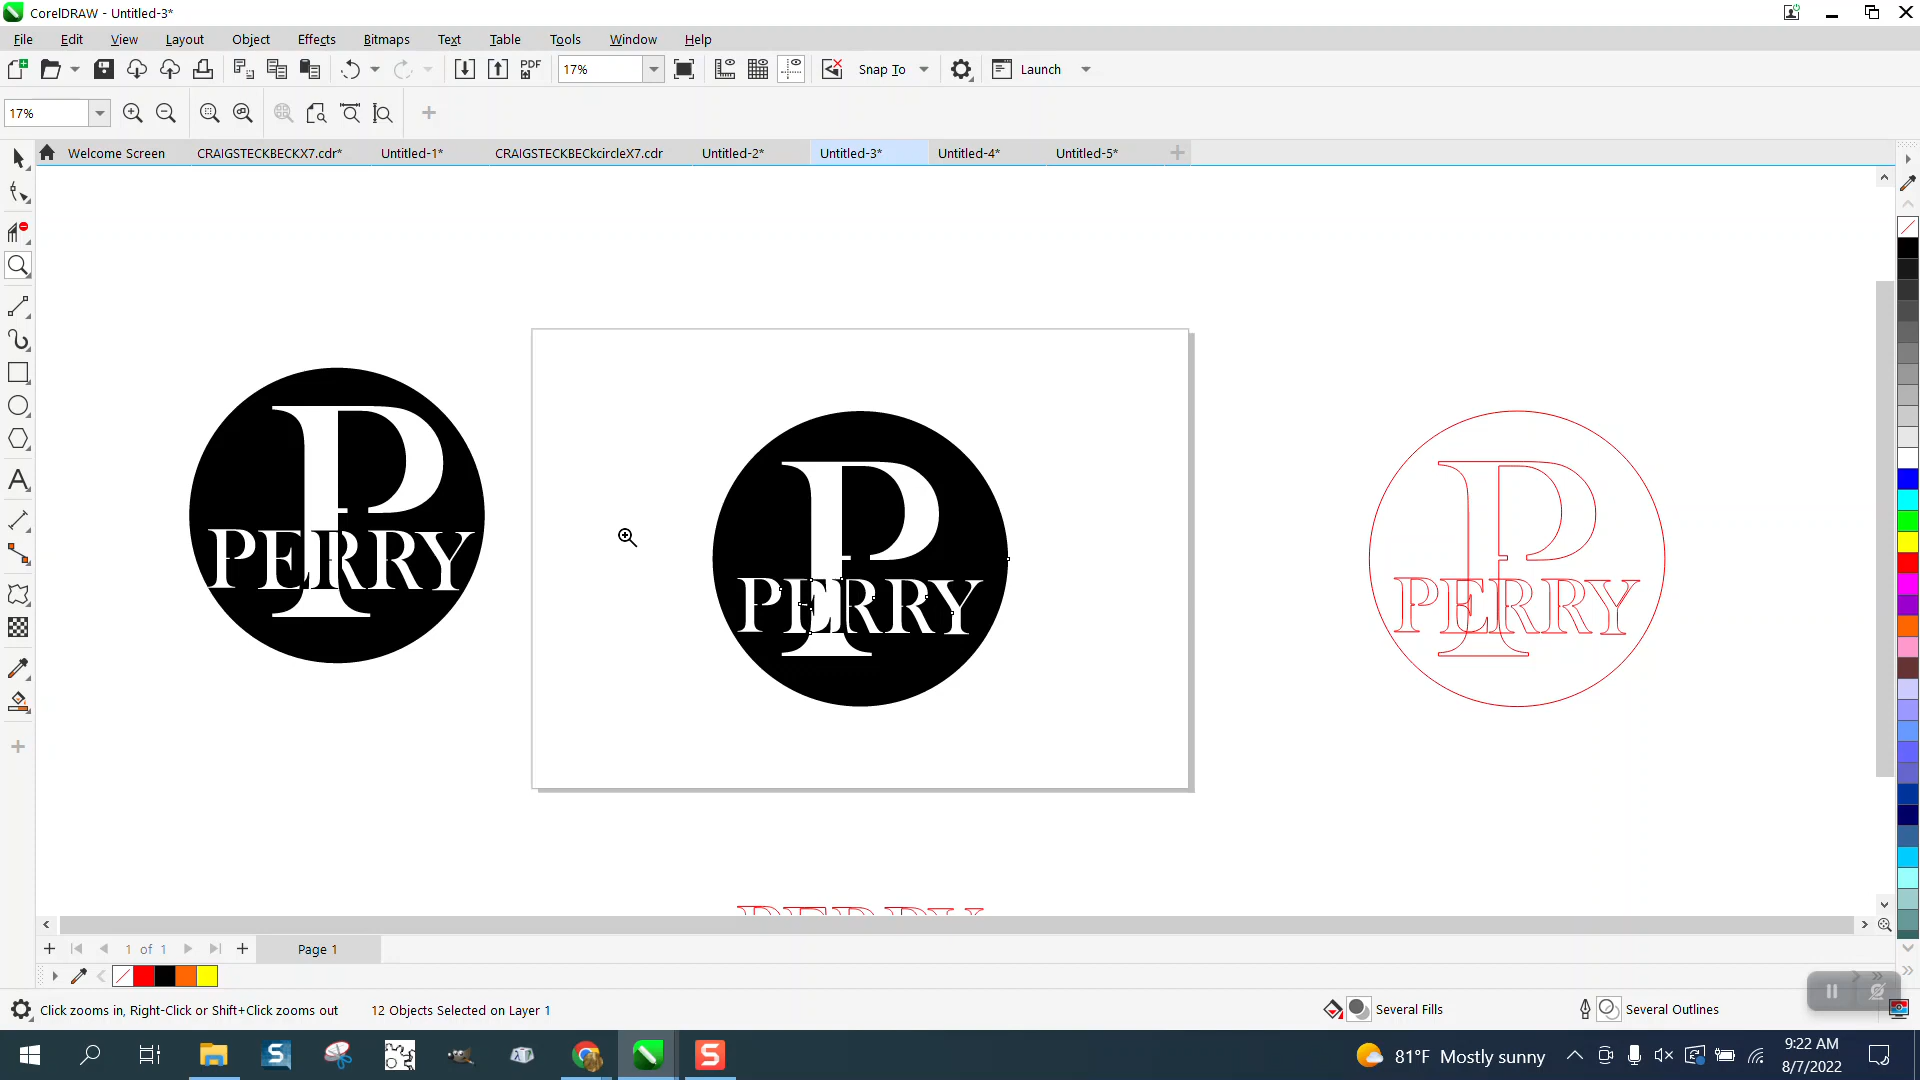 CorelDRAW - Untitled-3*
File Edit View Layout Object Effects Bitmaps Text Table Tools Window Help
PDF 17% Snap To Launch
17%
Welcome Screen CRAIGSTECKBECKX7.cdr* Untitled-1* CRAIGSTECKBECkcircleX7.cdr Untitled-2* Untitled-3* Untitled-4* Untitled-5*
P
PERRY
P
PERRY
P
PERRY
PERRY
1 of 1 Page 1
Click zooms in, Right-Click or Shift+Click zooms out 12 Objects Selected on Layer 1 Several Fills Several Outlines
S S 81°F Mostly sunny 9:22 AM
8/7/2022